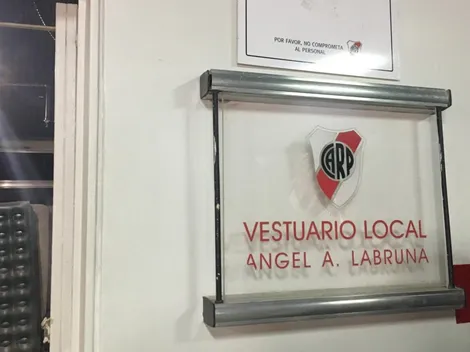 POR FAVOR, NO COMPROMETA
AL PERSONAL
CARP
VESTUARIO LOCAL
ANGEL A. LABRUNA